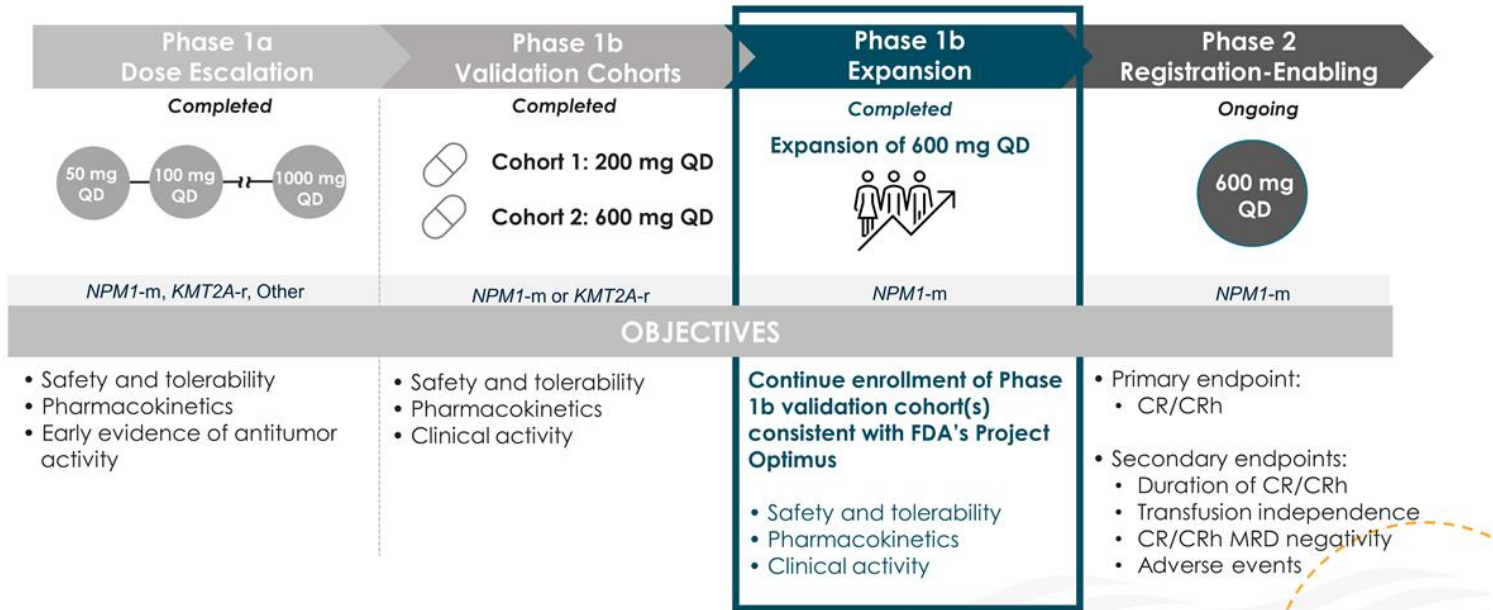 Phase 1a
Dose Escalation
Phase 1b
Validation Cohorts
Phase 1b
Expansion
Phase 2
Registration-Enabling
Completed
Completed
Completed
Ongoing
50 mg
QD
100 mg
QD
1000 mg
QD
Cohort 1: 200 mg QD
Cohort 2: 600 mg QD
Expansion of 600 mg QD
600 mg
QD
NPM1-m, KMT2A-r, Other
NPM1-m or KMT2A-r
NPM1-m
NPM1-m
OBJECTIVES
• Safety and tolerability
• Pharmacokinetics
• Early evidence of antitumor
activity
• Safety and tolerability
• Pharmacokinetics
• Clinical activity
Continue enrollment of Phase
1b validation cohort(s)
consistent with FDA's Project
Optimus
• Safety and tolerability
• Pharmacokinetics
• Clinical activity
• Primary endpoint:
• CR/CRh
• Secondary endpoints:
• Duration of CR/CRh
• Transfusion independence
• CR/CRh MRD negativity
• Adverse events